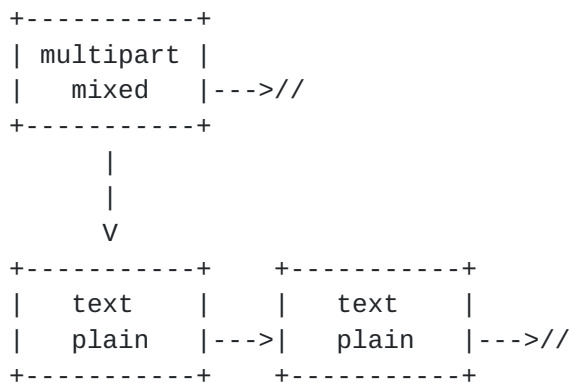 +-----------+
| multipart |
|   mixed   |--->//
+-----------+
      |
      |
      V
+-----------+    +-----------+
|   text    |    |   text    |
|   plain   |--->|   plain   |--->//
+-----------+    +-----------+